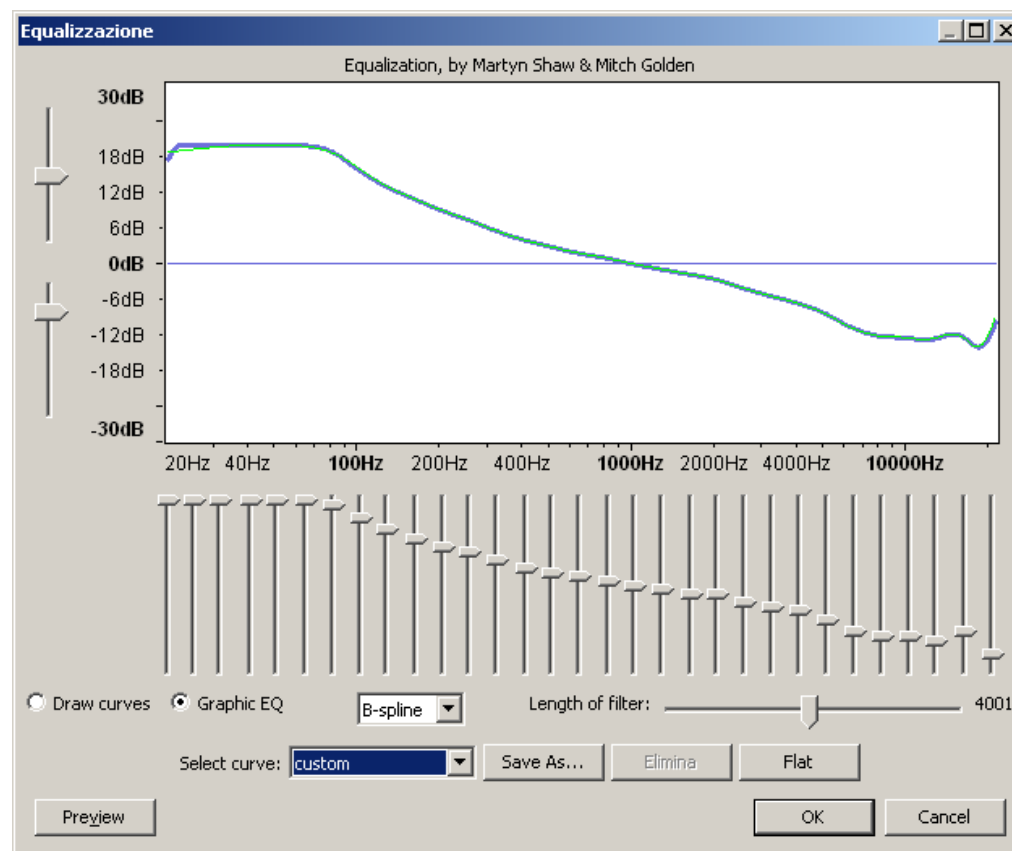 Equalizzazione
Equalization, by Martyn Shaw & Mitch Golden
30dB
18dB
12dB
6dB
0dB
-6dB
-12dB
-18dB
-30dB
20Hz 40Hz 100Hz 200Hz 400Hz 1000Hz 2000Hz 4000Hz 10000Hz
Draw curves Graphic EQ B-spline Length of filter: 4001
Select curve: custom Save As... Elimina Flat
Preview OK Cancel